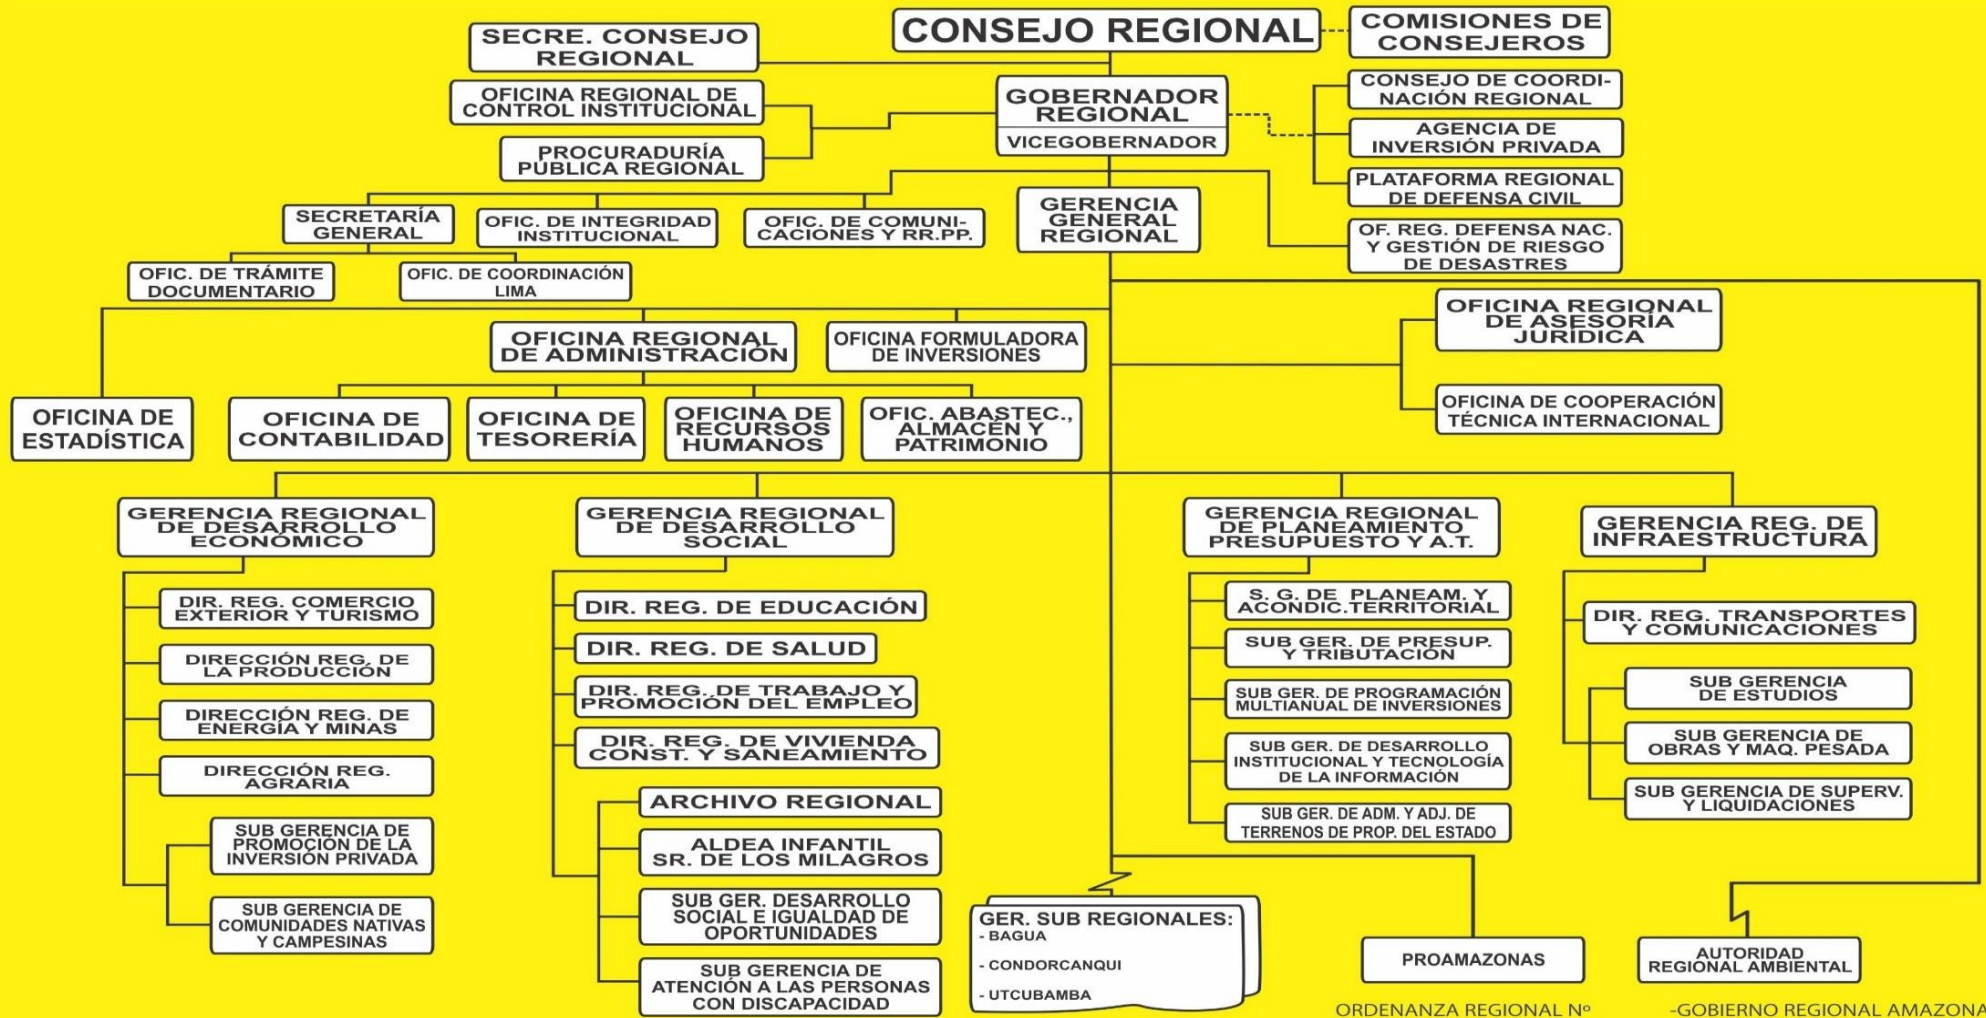 CONSEJO REGIONAL
COMISIONES DE
CONSEJEROS
SECRE. CONSEJO
REGIONAL
OFICINA REGIONAL DE
CONTROL INSTITUCIONAL
PROCURADURÍA
PÚBLICA REGIONAL
GOBERNADOR
REGIONAL
VICEGOBERNADOR
CONSEJO DE COORDI-
NACIÓN REGIONAL
AGENCIA DE
INVERSIÓN PRIVADA
PLATAFORMA REGIONAL
DE DEFENSA CIVIL
SECRETARÍA
GENERAL
OFIC. DE INTEGRIDAD
INSTITUCIONAL
OFIC. DE COMUNI-
CACIONES Y RR.PP.
GERENCIA
GENERAL
REGIONAL
OF. REG. DEFENSA NAC.
Y GESTIÓN DE RIESGO
DE DESASTRES
OFIC. DE TRÁMITE
DOCUMENTARIO
OFIC. DE COORDINACIÓN
LIMA
OFICINA REGIONAL
DE ADMINISTRACIÓN
OFICINA FORMULADORA
DE INVERSIONES
OFICINA REGIONAL
DE ASESORÍA
JURÍDICA
OFICINA DE
ESTADÍSTICA
OFICINA DE
CONTABILIDAD
OFICINA DE
TESORERÍA
OFICINA DE
RECURSOS
HUMANOS
OFIC. ABASTEC.,
ALMACÉN Y
PATRIMONIO
OFICINA DE COOPERACIÓN
TÉCNICA INTERNACIONAL
GERENCIA REGIONAL
DE DESARROLLO
ECONÓMICO
DIR. REG. COMERCIO
EXTERIOR Y TURISMO
DIRECCIÓN REG. DE
LA PRODUCCIÓN
DIRECCIÓN REG. DE
ENERGÍA Y MINAS
DIRECCIÓN REG.
AGRARIA
SUB GERENCIA DE
PROMOCIÓN DE LA
INVERSIÓN PRIVADA
SUB GERENCIA DE
COMUNIDADES NATIVAS
Y CAMPESINAS
GERENCIA REGIONAL
DE DESARROLLO
SOCIAL
DIR. REG. DE EDUCACIÓN
DIR. REG. DE SALUD
DIR. REG. DE TRABAJO Y
PROMOCIÓN DEL EMPLEO
DIR. REG. DE VIVIENDA
CONST. Y SANEAMIENTO
ARCHIVO REGIONAL
ALDEA INFANTIL
SR. DE LOS MILAGROS
SUB GER. DESARROLLO
SOCIAL E IGUALDAD DE
OPORTUNIDADES
SUB GERENCIA DE
ATENCIÓN A LAS PERSONAS
CON DISCAPACIDAD
GERENCIA REGIONAL
DE PLANEAMIENTO
PRESUPUESTO Y A.T.
S. G. DE PLANEAM. Y
ACONDIC.TERRITORIAL
SUB GER. DE PRESUP.
Y TRIBUTACIÓN
SUB GER. DE PROGRAMACIÓN
MULTIANUAL DE INVERSIONES
SUB GER. DE DESARROLLO
INSTITUCIONAL Y TECNOLOGÍA
DE LA INFORMACIÓN
SUB GER. DE ADM. Y ADJ. DE
TERRENOS DE PROP. DEL ESTADO
GERENCIA REG. DE
INFRAESTRUCTURA
DIR. REG. TRANSPORTES
Y COMUNICACIONES
SUB GERENCIA
DE ESTUDIOS
SUB GERENCIA DE
OBRAS Y MAQ. PESADA
SUB GERENCIA DE SUPERV.
Y LIQUIDACIONES
GER. SUB REGIONALES:
- BAGUA
- CONDORCANQUI
- UTCUBAMBA
PROAMAZONAS
AUTORIDAD
REGIONAL AMBIENTAL
ORDENANZA REGIONAL Nº -GOBIERNO REGIONAL AMAZONA